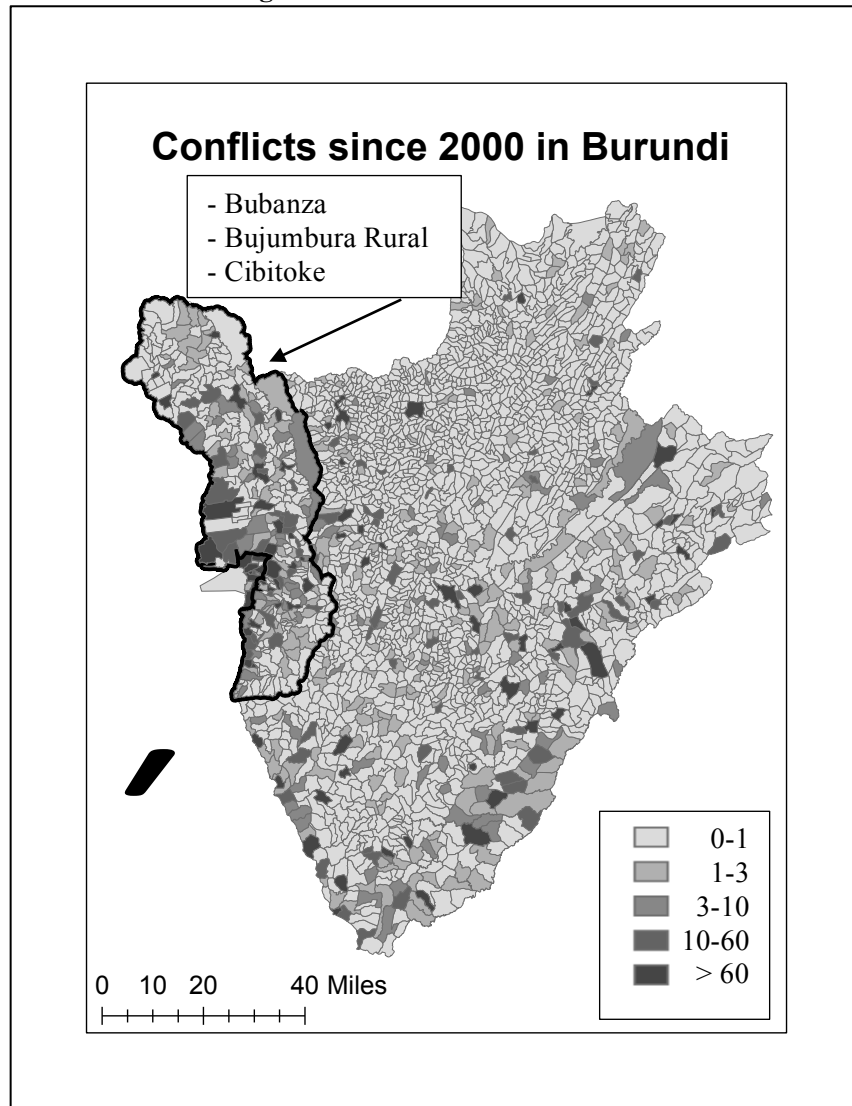 Conflicts since 2000 in Burundi
- Bubanza
- Bujumbura Rural
- Cibitoke
0-1
1-3
3-10
10-60
> 60
0 10 20 40 Miles